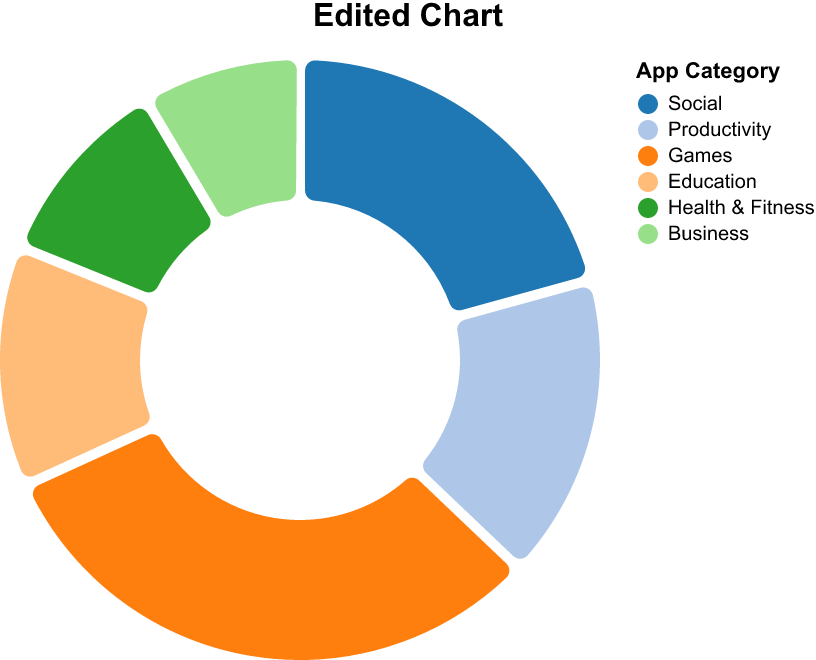 Edited Chart
App Category
Social
Productivity
Games
Education
Health & Fitness
Business